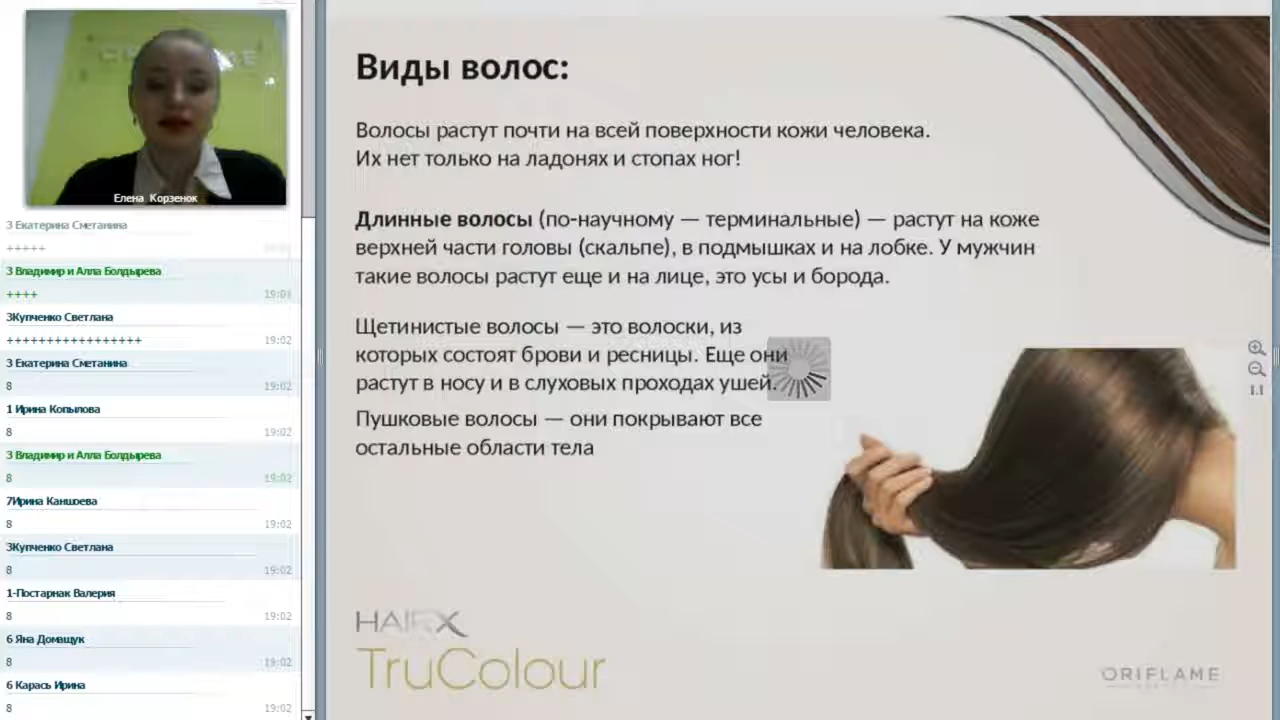 Елена Корзенок
3 Екатерина Сметанина
+++++
3 Владимир и Алла Болдырева
++++ 19:01
3Купченко Светлана
+++++++++++++++++ 19:02
3 Екатерина Сметанина
8 19:02
1 Ирина Копылова
8 19:02
3 Владимир и Алла Болдырева
8 19:02
7Ирина Каншоева
8 19:02
3Купченко Светлана
8 19:02
1-Постарнак Валерия
8 19:02
6 Яна Домащук
8 19:02
6 Карась Ирина
8 19:02
Виды волос:
Волосы растут почти на всей поверхности кожи человека.
Их нет только на ладонях и стопах ног!
Длинные волосы (по-научному — терминальные) — растут на коже
верхней части головы (скальпе), в подмышках и на лобке. У мужчин
такие волосы растут еще и на лице, это усы и борода.
Щетинистые волосы — это волоски, из
которых состоят брови и ресницы. Еще они
растут в носу и в слуховых проходах ушей.
Пушковые волосы — они покрывают все
остальные области тела
1:1
HAIRX
TruColour
ORIFLAME